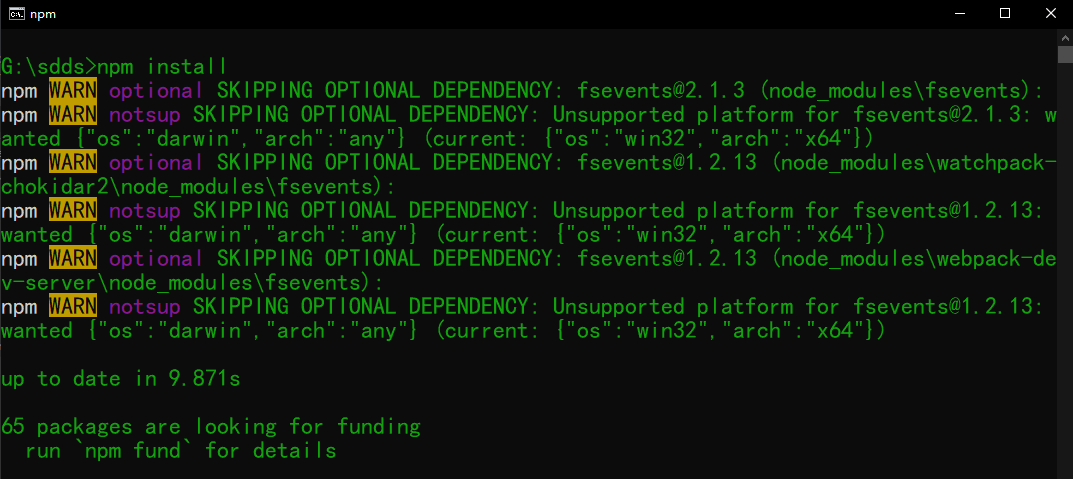 npm
G:\sdds>npm install
npm WARN optional SKIPPING OPTIONAL DEPENDENCY: fsevents@2.1.3 (node_modules\fsevents):
npm WARN notsup SKIPPING OPTIONAL DEPENDENCY: Unsupported platform for fsevents@2.1.3: w
anted {"os":"darwin","arch":"any"} (current: {"os":"win32","arch":"x64"})
npm WARN optional SKIPPING OPTIONAL DEPENDENCY: fsevents@1.2.13 (node_modules\watchpack-
chokidar2\node_modules\fsevents):
npm WARN notsup SKIPPING OPTIONAL DEPENDENCY: Unsupported platform for fsevents@1.2.13:
wanted {"os":"darwin","arch":"any"} (current: {"os":"win32","arch":"x64"})
npm WARN optional SKIPPING OPTIONAL DEPENDENCY: fsevents@1.2.13 (node_modules\webpack-de
v-server\node_modules\fsevents):
npm WARN notsup SKIPPING OPTIONAL DEPENDENCY: Unsupported platform for fsevents@1.2.13:
wanted {"os":"darwin","arch":"any"} (current: {"os":"win32","arch":"x64"})
up to date in 9.871s
65 packages are looking for funding
run `npm fund` for details